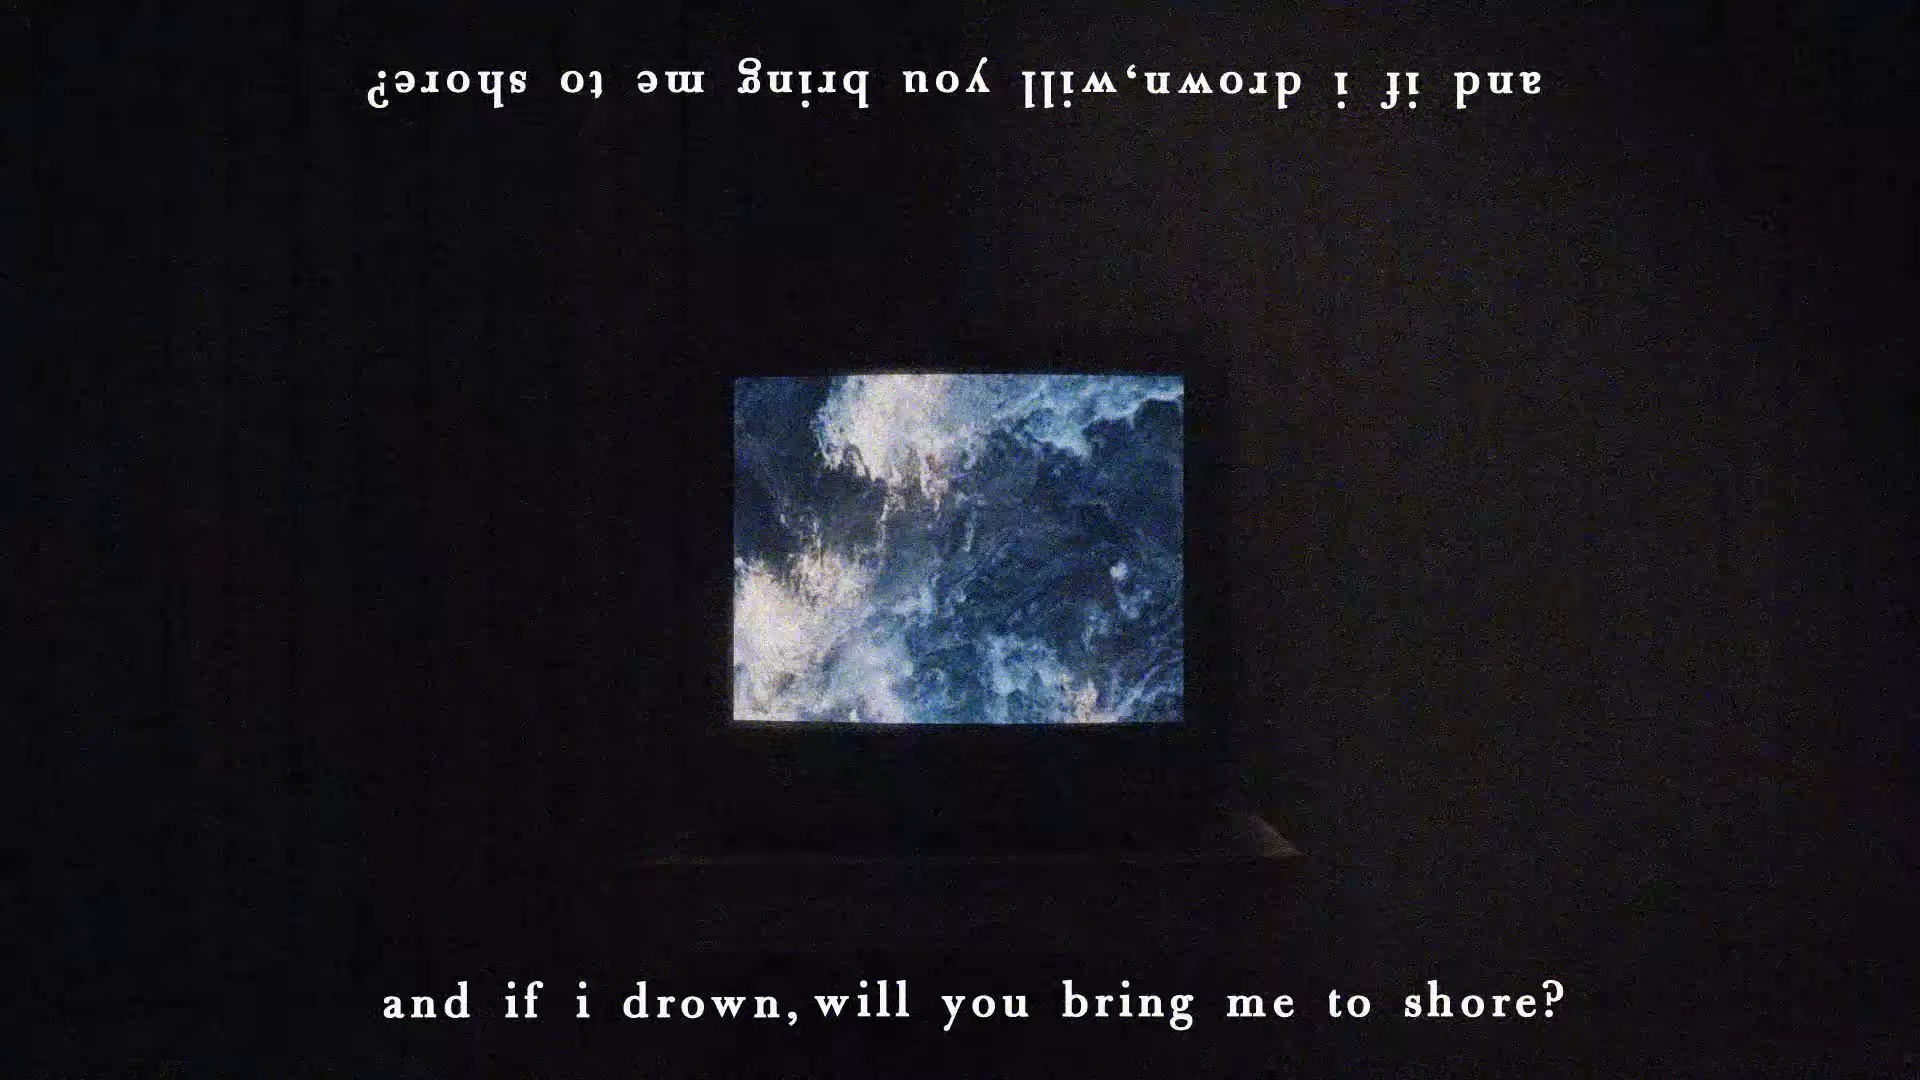 and if i drown,will you bring me to shore?
and if i drown, will you bring me to shore?